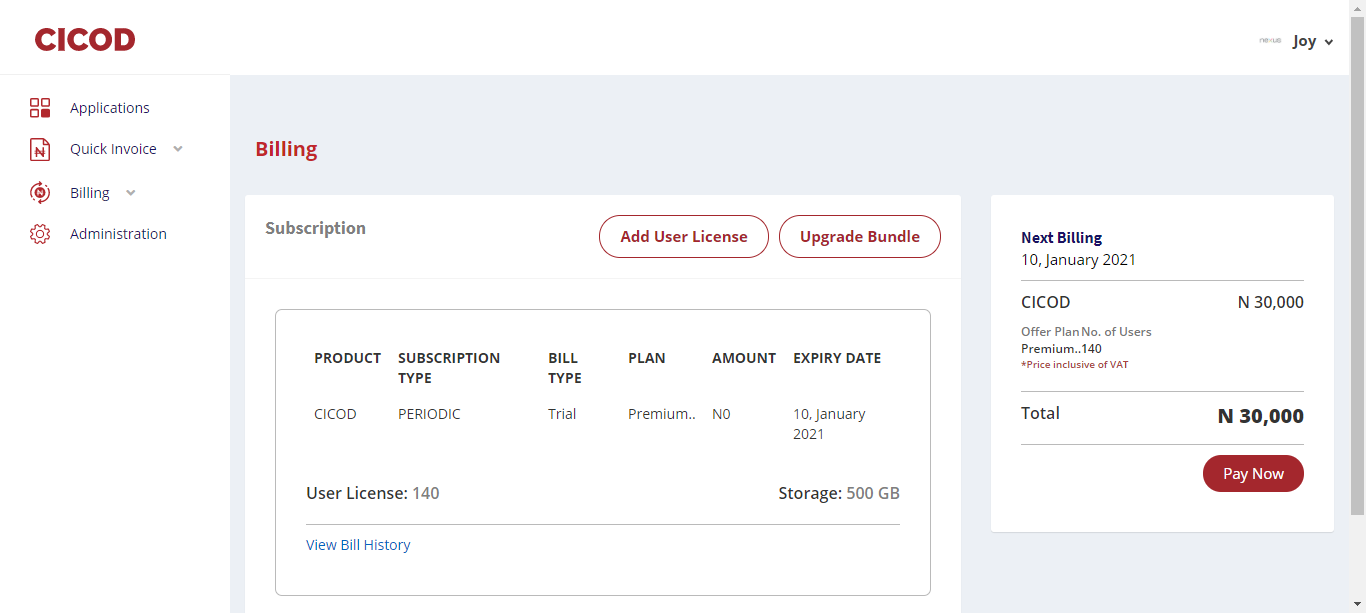 CICOD
Joy
Applications
Quick Invoice
Billing
Administration
Billing
Subscription
Add User License
Upgrade Bundle
PRODUCT SUBSCRIPTION TYPE BILL TYPE PLAN AMOUNT EXPIRY DATE
CICOD PERIODIC Trial Premium.. N0 10, January 2021
User License: 140
Storage: 500 GB
View Bill History
Next Billing
10, January 2021
CICOD N 30,000
Offer Plan No. of Users
Premium..140
*Price inclusive of VAT
Total N 30,000
Pay Now